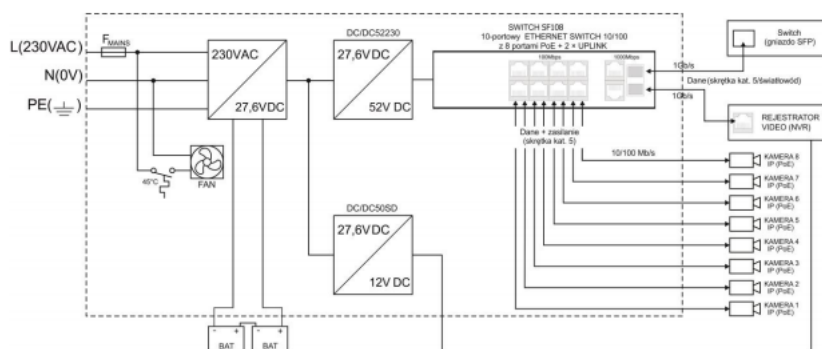 L(230VAC)
F MAINS
N(0V)
PE(
)
230VAC
27,6VDC
45°C
FAN
DC/DC52230
27,6VDC
52V DC
DC/DC50SD
27,6VDC
12V DC
SWITCH SF108
10-portowy ETHERNET SWITCH 10/100
z 8 portami PoE + 2 × UPLINK
100Mbps
1000Mbps
Dane + zasilanie
(skrętka kat. 5)
10/100 Mb/s
1Gb/s
Dane (skrętka kat. 5/światłowód)
1Gb/s
Switch
(gniazdo SFP)
REJESTRATOR
VIDEO (NVR)
KAMERA 8
IP (PoE)
KAMERA 7
IP (PoE)
KAMERA 6
IP (PoE)
KAMERA 5
IP (PoE)
KAMERA 4
IP (PoE)
KAMERA 3
IP (PoE)
KAMERA 2
IP (PoE)
KAMERA 1
IP (PoE)
- +
- +
BAT
BAT